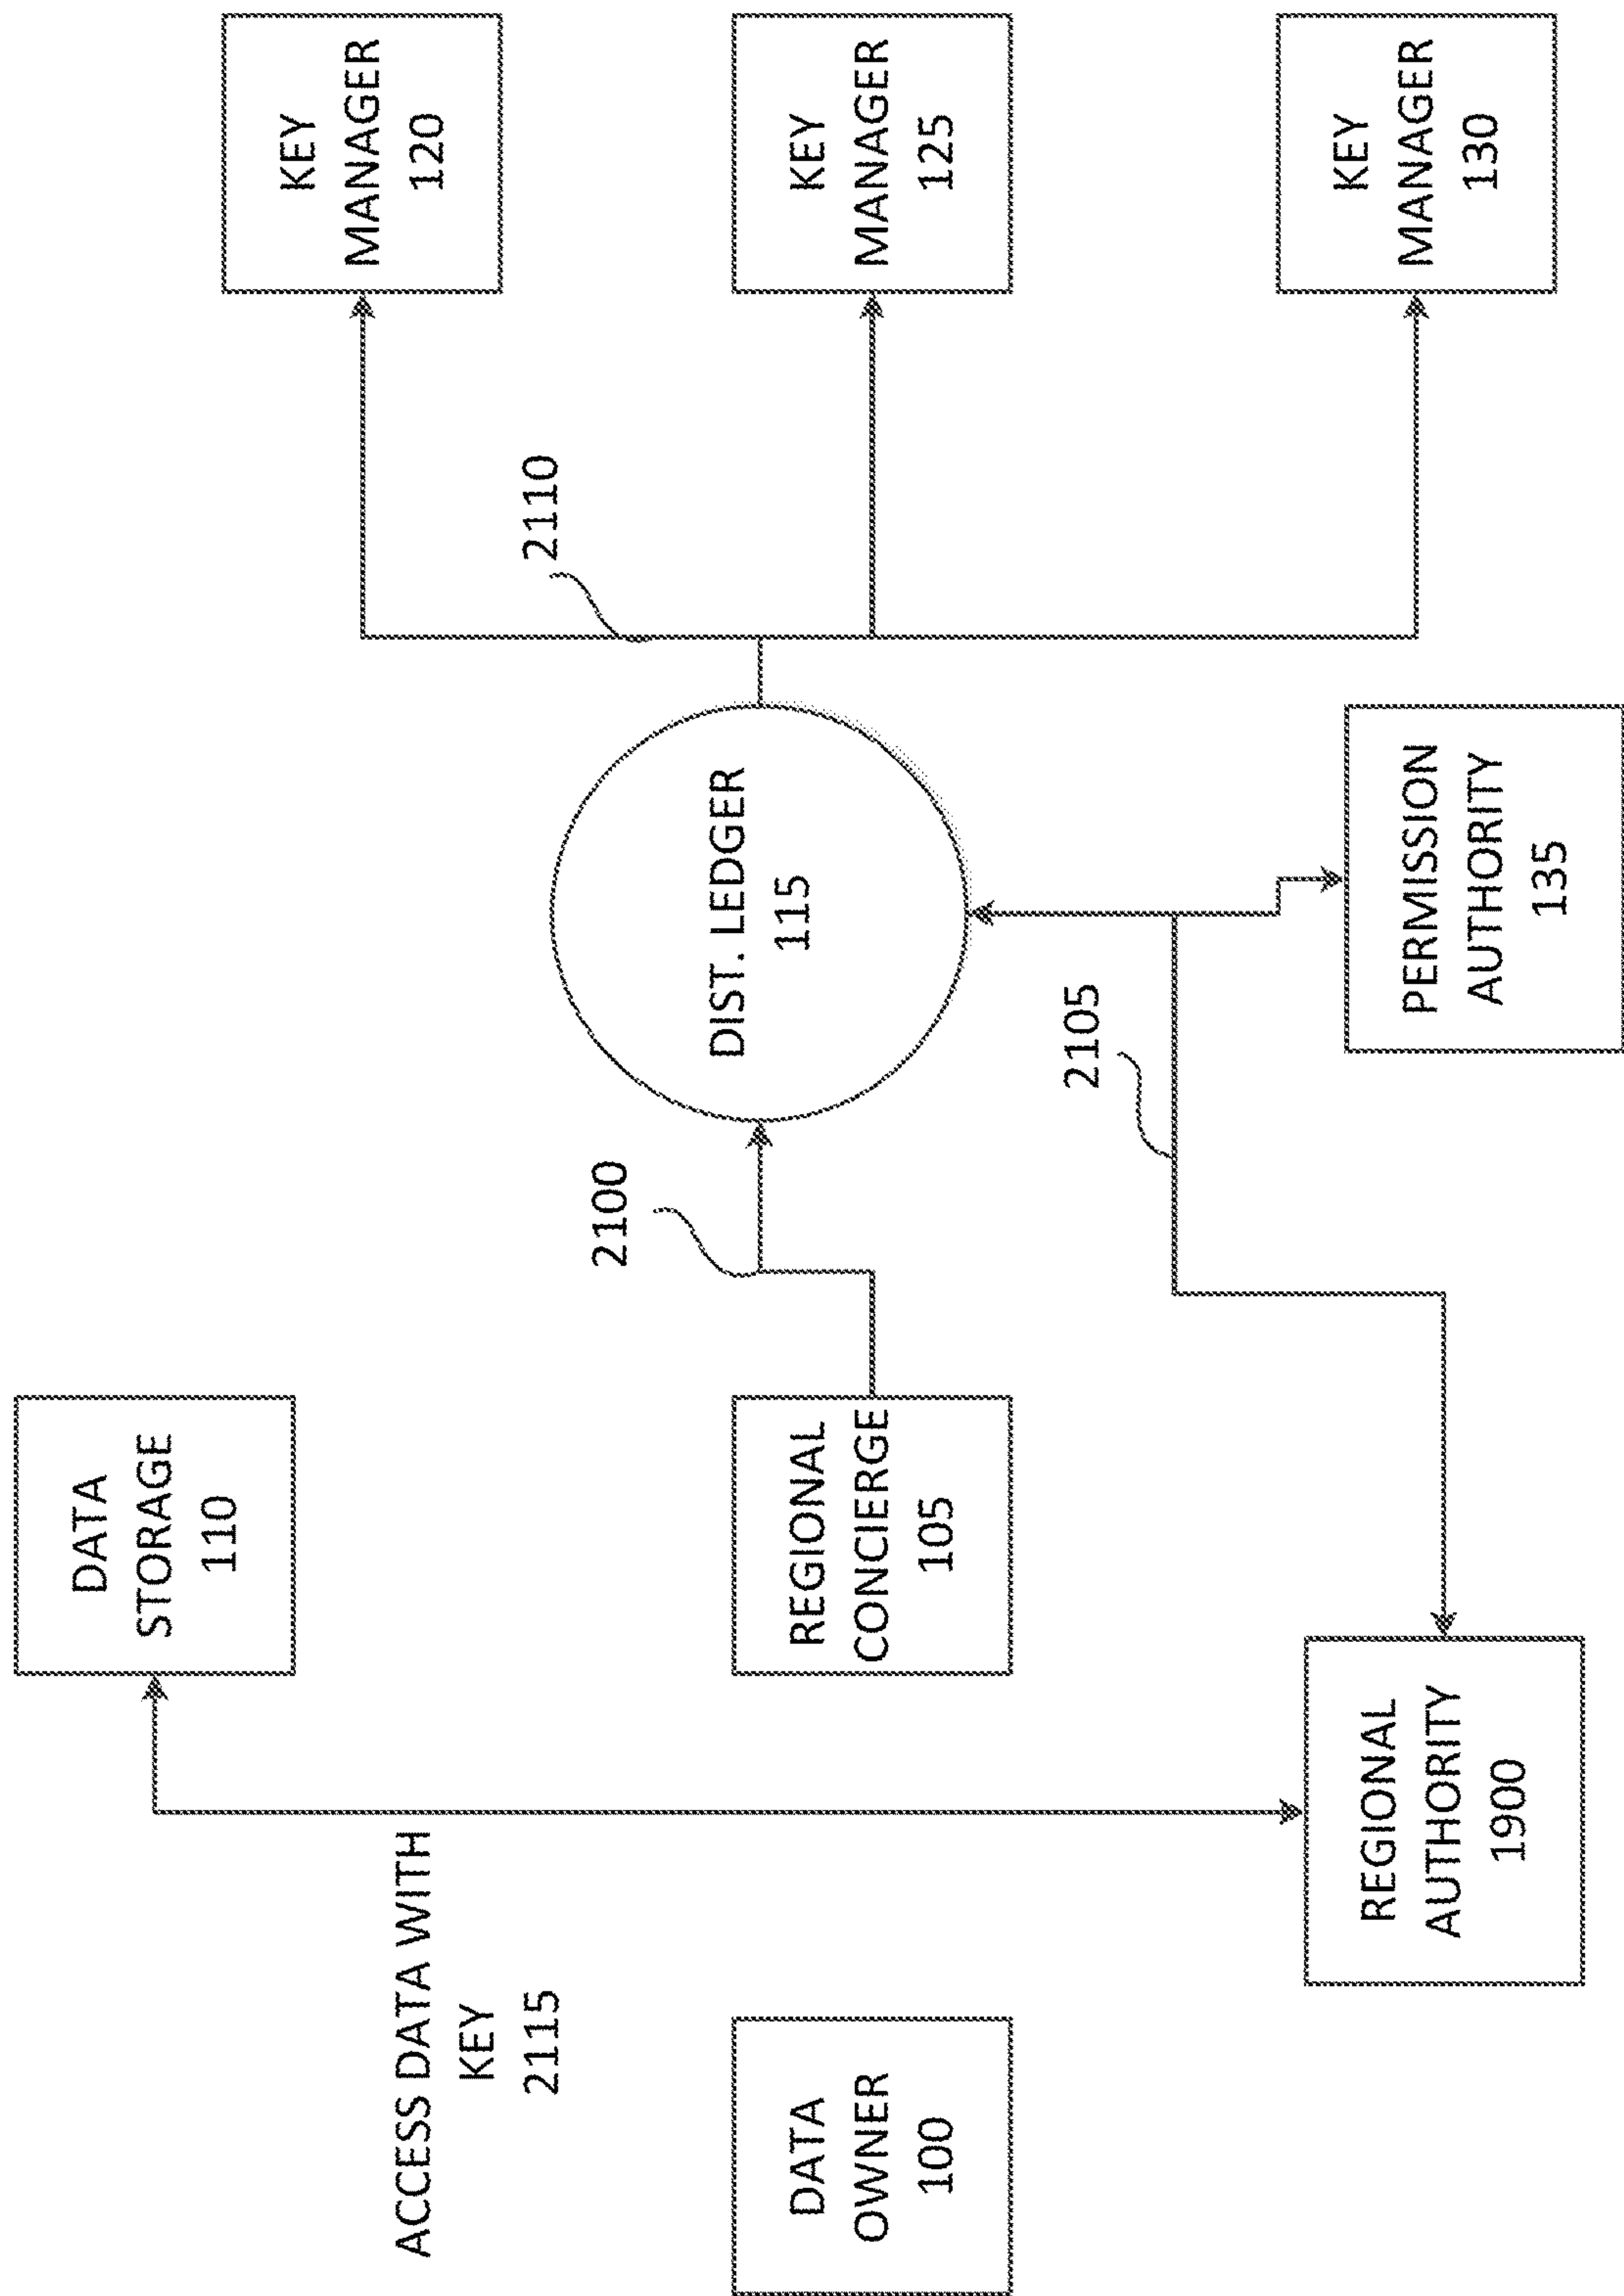 DATA
STORAGE
110
KEY
MANAGER
120
ACCESS DATA WITH
KEY
2115
2110
2100
DATA
OWNER
100
REGIONAL
CONCIERGE
105
DIST. LEDGER
115
KEY
MANAGER
125
2105
REGIONAL
AUTHORITY
1900
PERMISSION
AUTHORITY
135
KEY
MANAGER
130